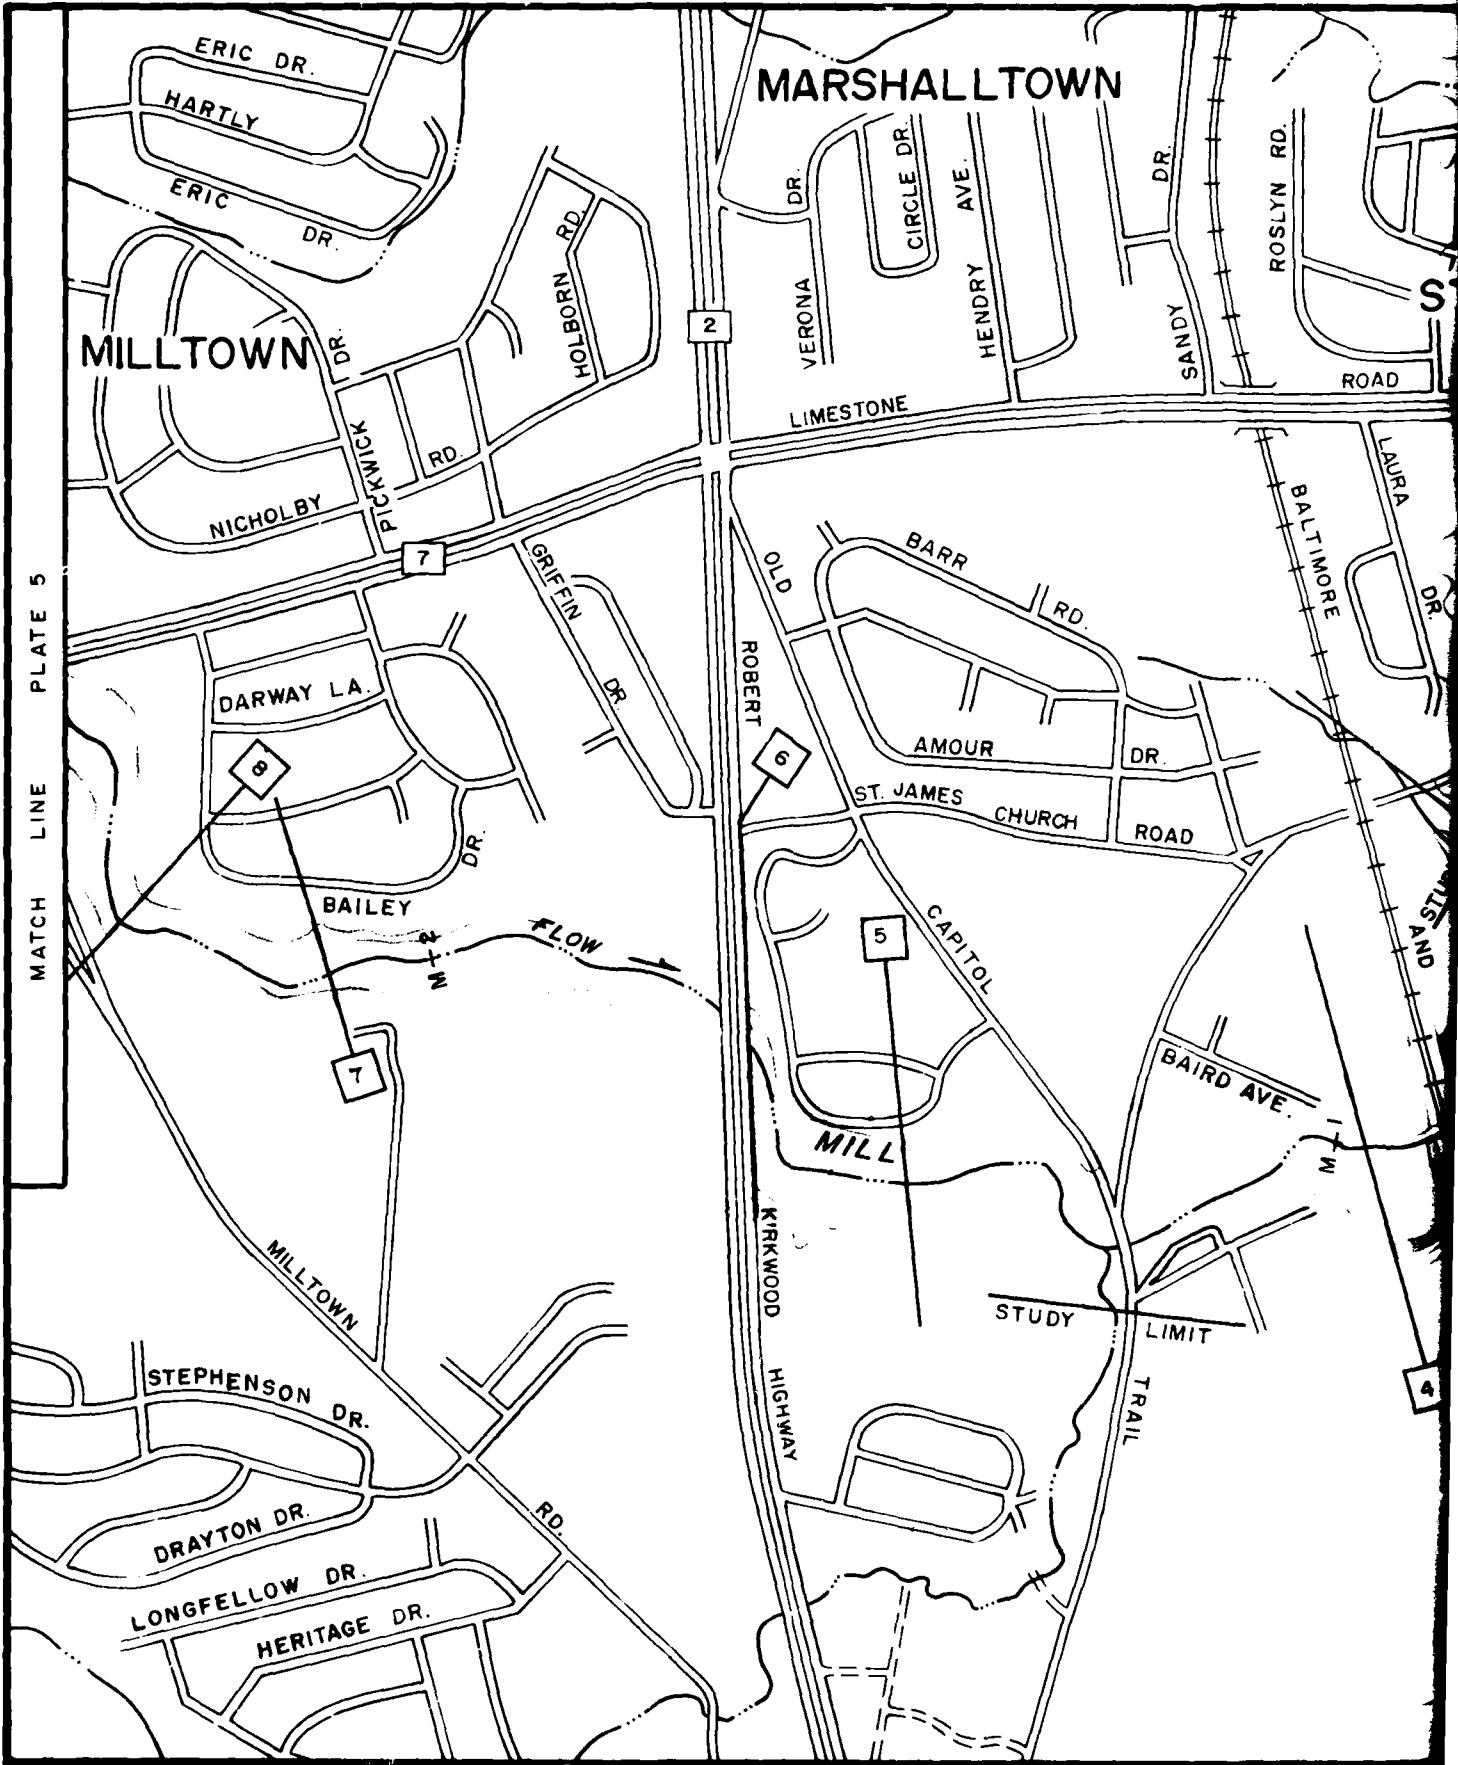 ERIC DR.
HARTLY
ERIC DR.
MARSHALLTOWN
MILLTOWN
HOLBORN RD.
2
VERONA DR.
CIRCLE DR.
HENDRY AVE.
SANDY DR.
ROSLYN RD.
S
LIMESTONE ROAD
PICKWICK DR.
NICHOLBY RD.
7
GRIFFIN DR.
OLD
BARR RD.
BALTIMORE
LAURA DR.
MATCH LINE PLATE 5
DARWAY LA.
8
ROBERT
6
AMOUR DR.
ST. JAMES CHURCH ROAD
BAILEY DR.
M-2
FLOW
5
CAPITOL
AND
7
BAIRD AVE.
M-1
MILL
KIRKWOOD
MILLTOWN
STUDY LIMIT
4
STEPHENSON DR.
HIGHWAY
TRAIL
DRAYTON DR.
RD.
LONGFELLOW DR.
HERITAGE DR.